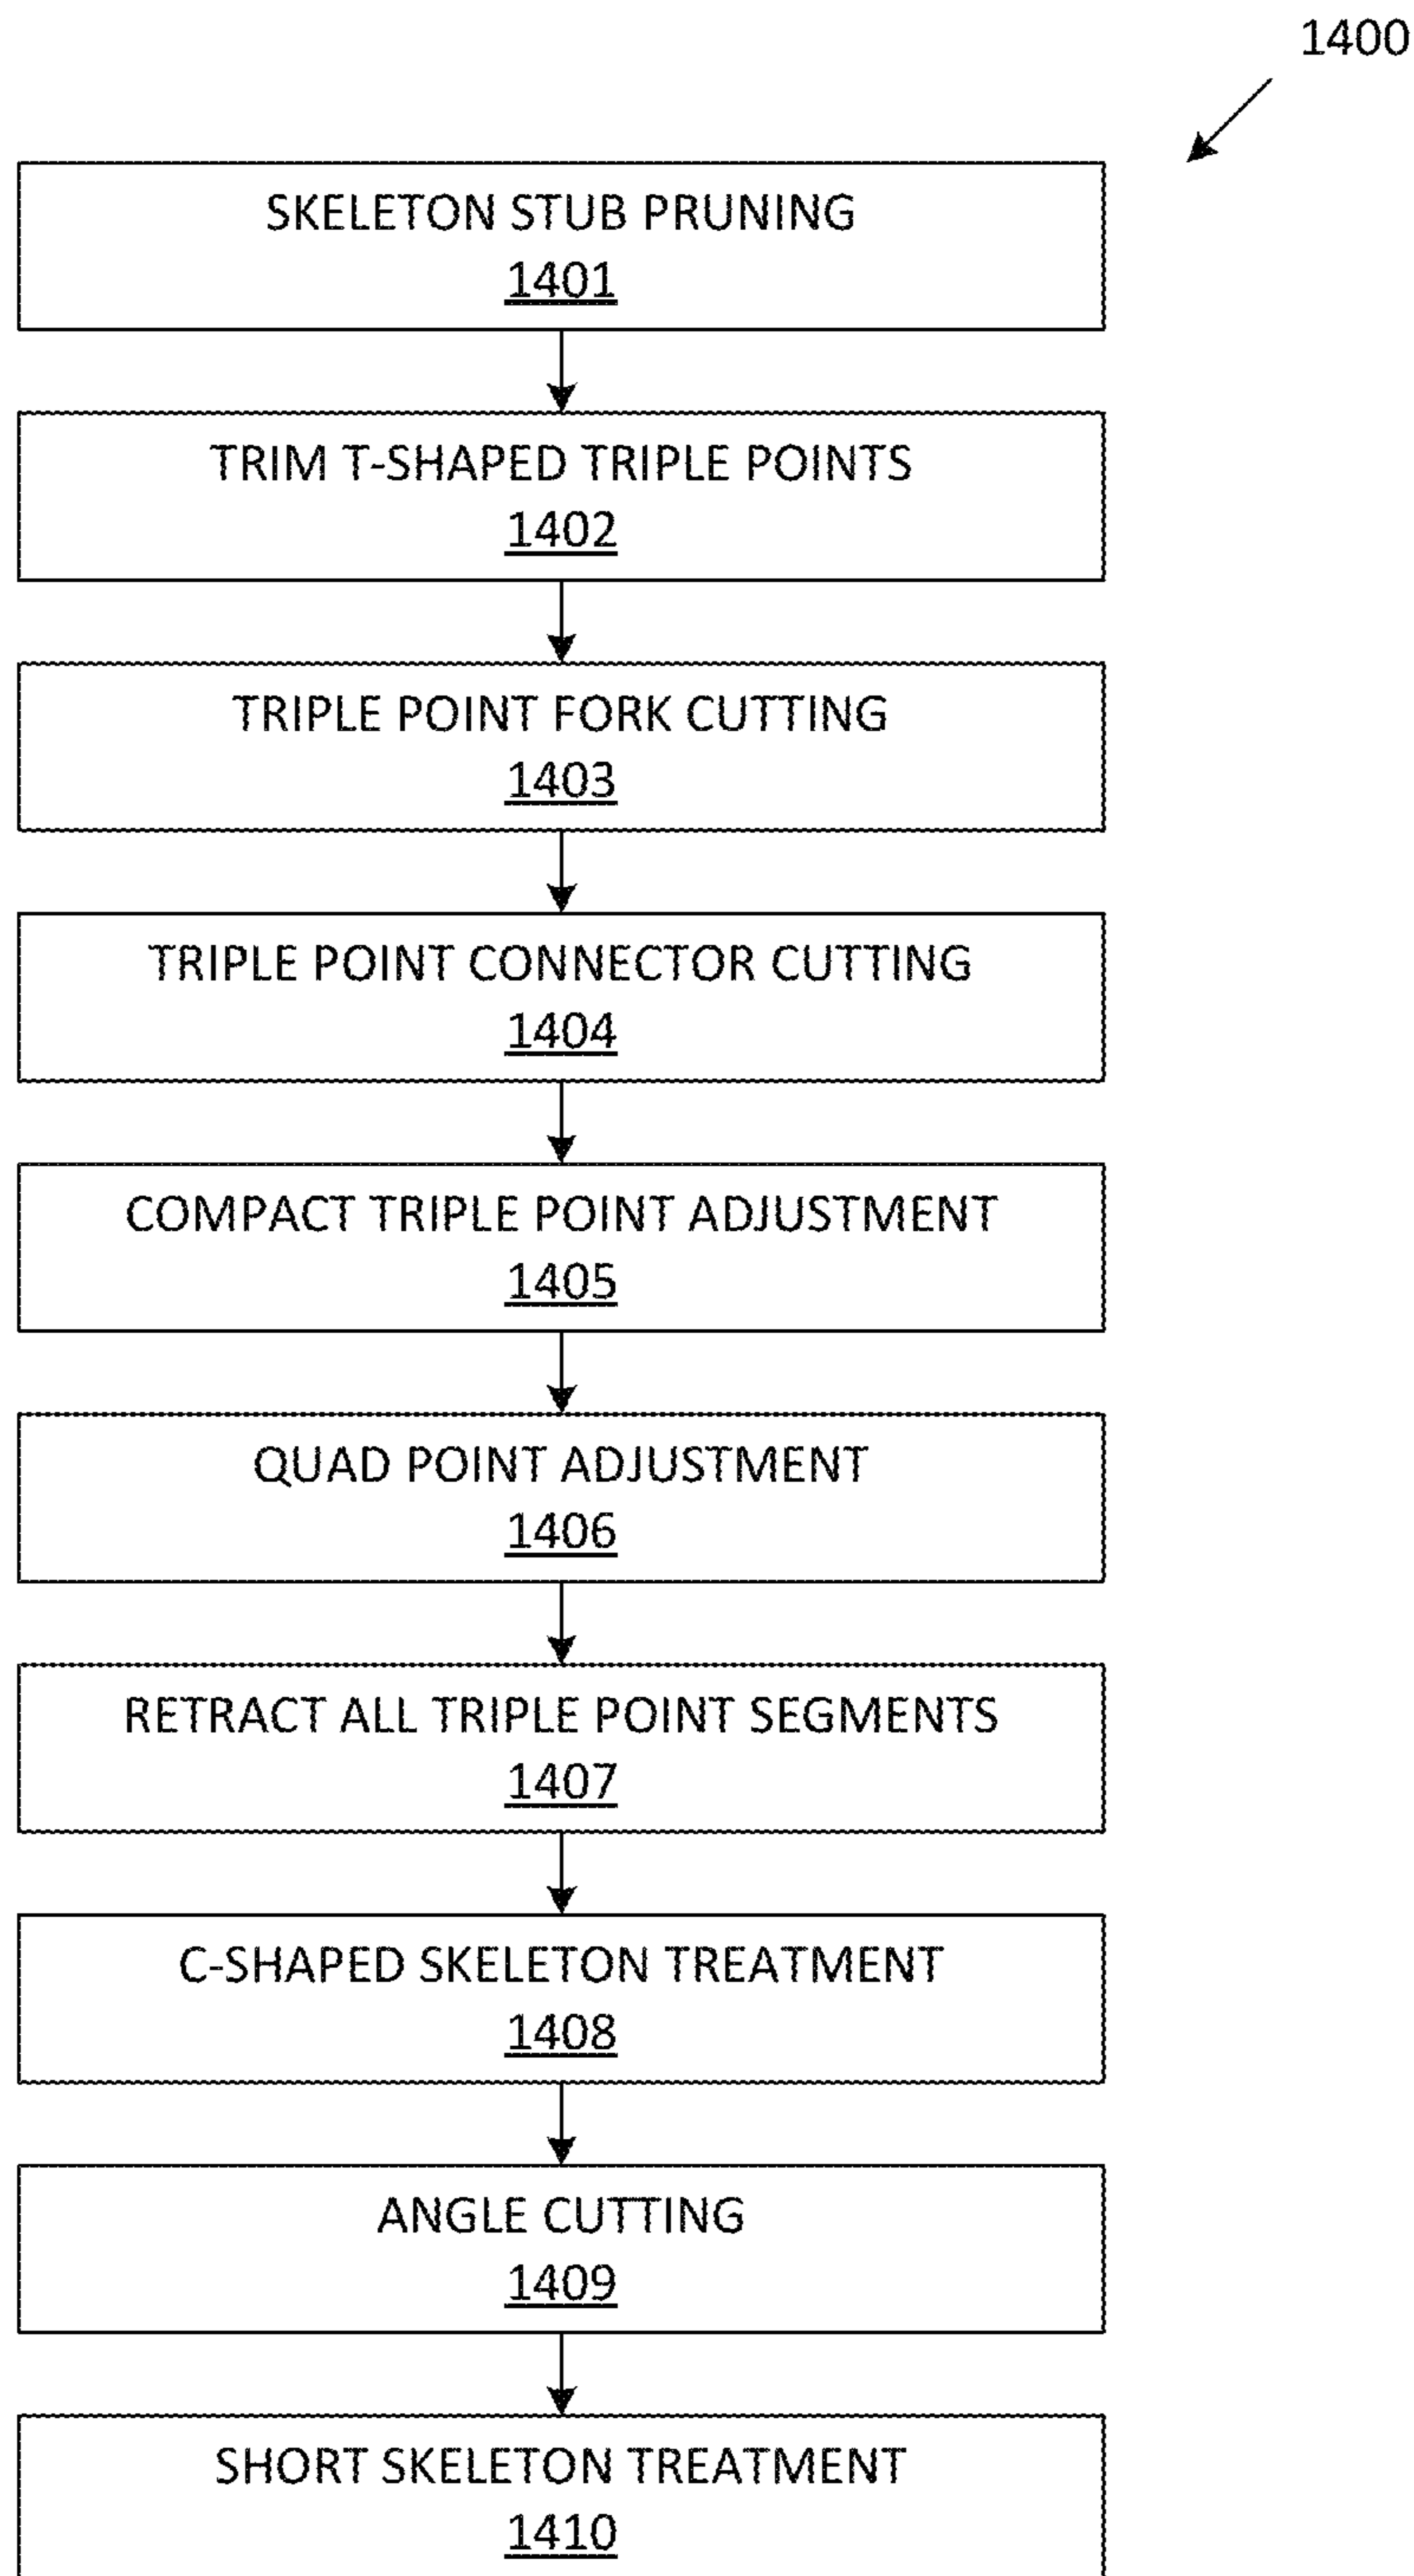 1400
SKELETON STUB PRUNING
1401
TRIM T-SHAPED TRIPLE POINTS
1402
TRIPLE POINT FORK CUTTING
1403
TRIPLE POINT CONNECTOR CUTTING
1404
COMPACT TRIPLE POINT ADJUSTMENT
1405
QUAD POINT ADJUSTMENT
1406
RETRACT ALL TRIPLE POINT SEGMENTS
1407
C-SHAPED SKELETON TREATMENT
1408
ANGLE CUTTING
1409
SHORT SKELETON TREATMENT
1410